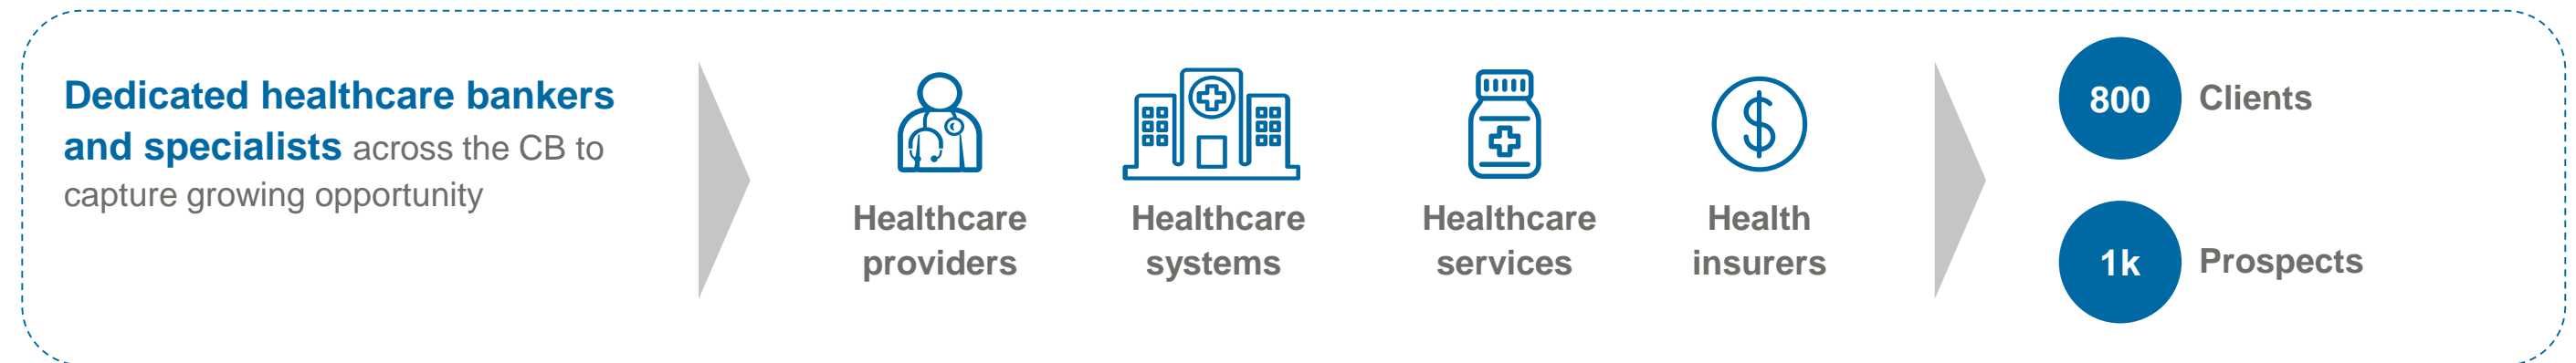 Dedicated healthcare bankers
and specialists across the CB to
capture growing opportunity
Healthcare
providers
Healthcare
systems
Healthcare
services
Health
insurers
$
800
Clients
1k
Prospects